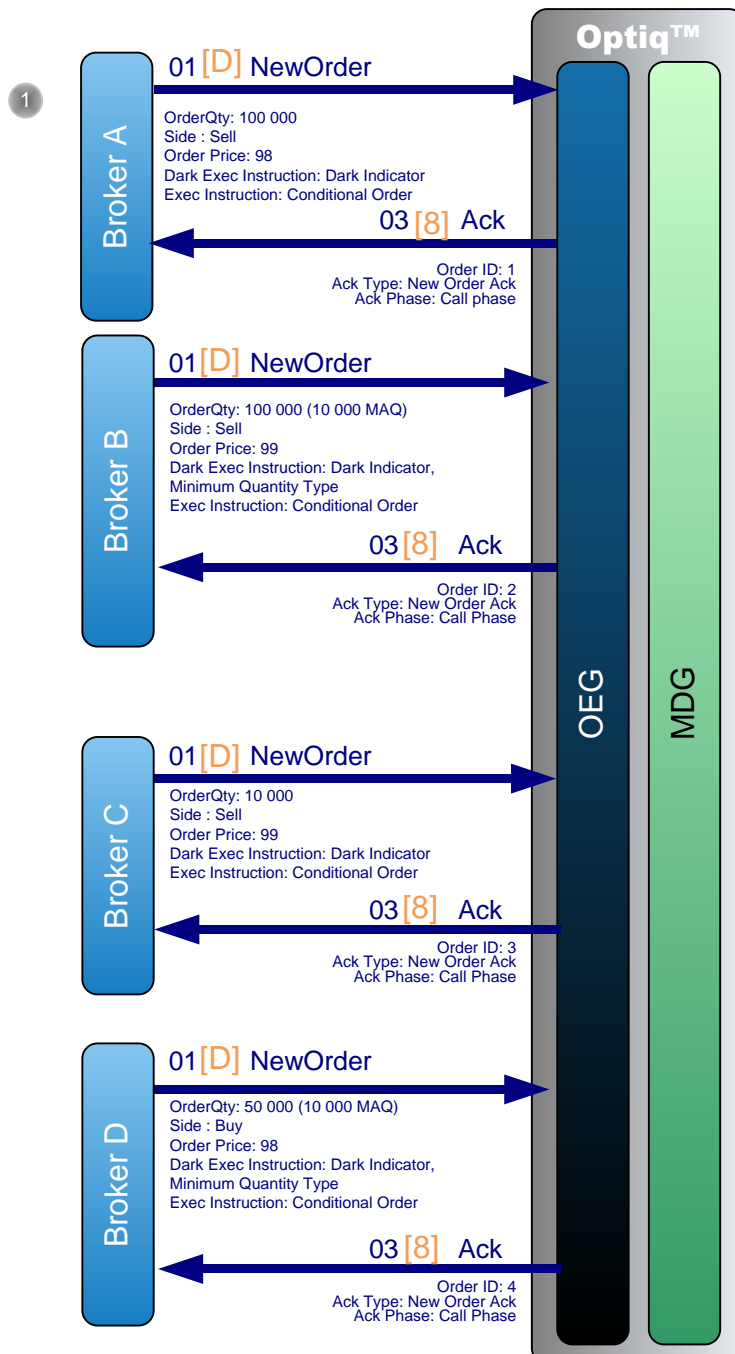 Optiq™
1
Broker A
01 [D] NewOrder
OrderQty: 100 000
Side : Sell
Order Price: 98
Dark Exec Instruction: Dark Indicator
Exec Instruction: Conditional Order
03 [8] Ack
Order ID: 1
Ack Type: New Order Ack
Ack Phase: Call phase
Broker B
01 [D] NewOrder
OrderQty: 100 000 (10 000 MAQ)
Side : Sell
Order Price: 99
Dark Exec Instruction: Dark Indicator,
Minimum Quantity Type
Exec Instruction: Conditional Order
03 [8] Ack
Order ID: 2
Ack Type: New Order Ack
Ack Phase: Call Phase
OEG
MDG
Broker C
01 [D] NewOrder
OrderQty: 10 000
Side : Sell
Order Price: 99
Dark Exec Instruction: Dark Indicator
Exec Instruction: Conditional Order
03 [8] Ack
Order ID: 3
Ack Type: New Order Ack
Ack Phase: Call Phase
Broker D
01 [D] NewOrder
OrderQty: 50 000 (10 000 MAQ)
Side : Buy
Order Price: 98
Dark Exec Instruction: Dark Indicator,
Minimum Quantity Type
Exec Instruction: Conditional Order
03 [8] Ack
Order ID: 4
Ack Type: New Order Ack
Ack Phase: Call Phase